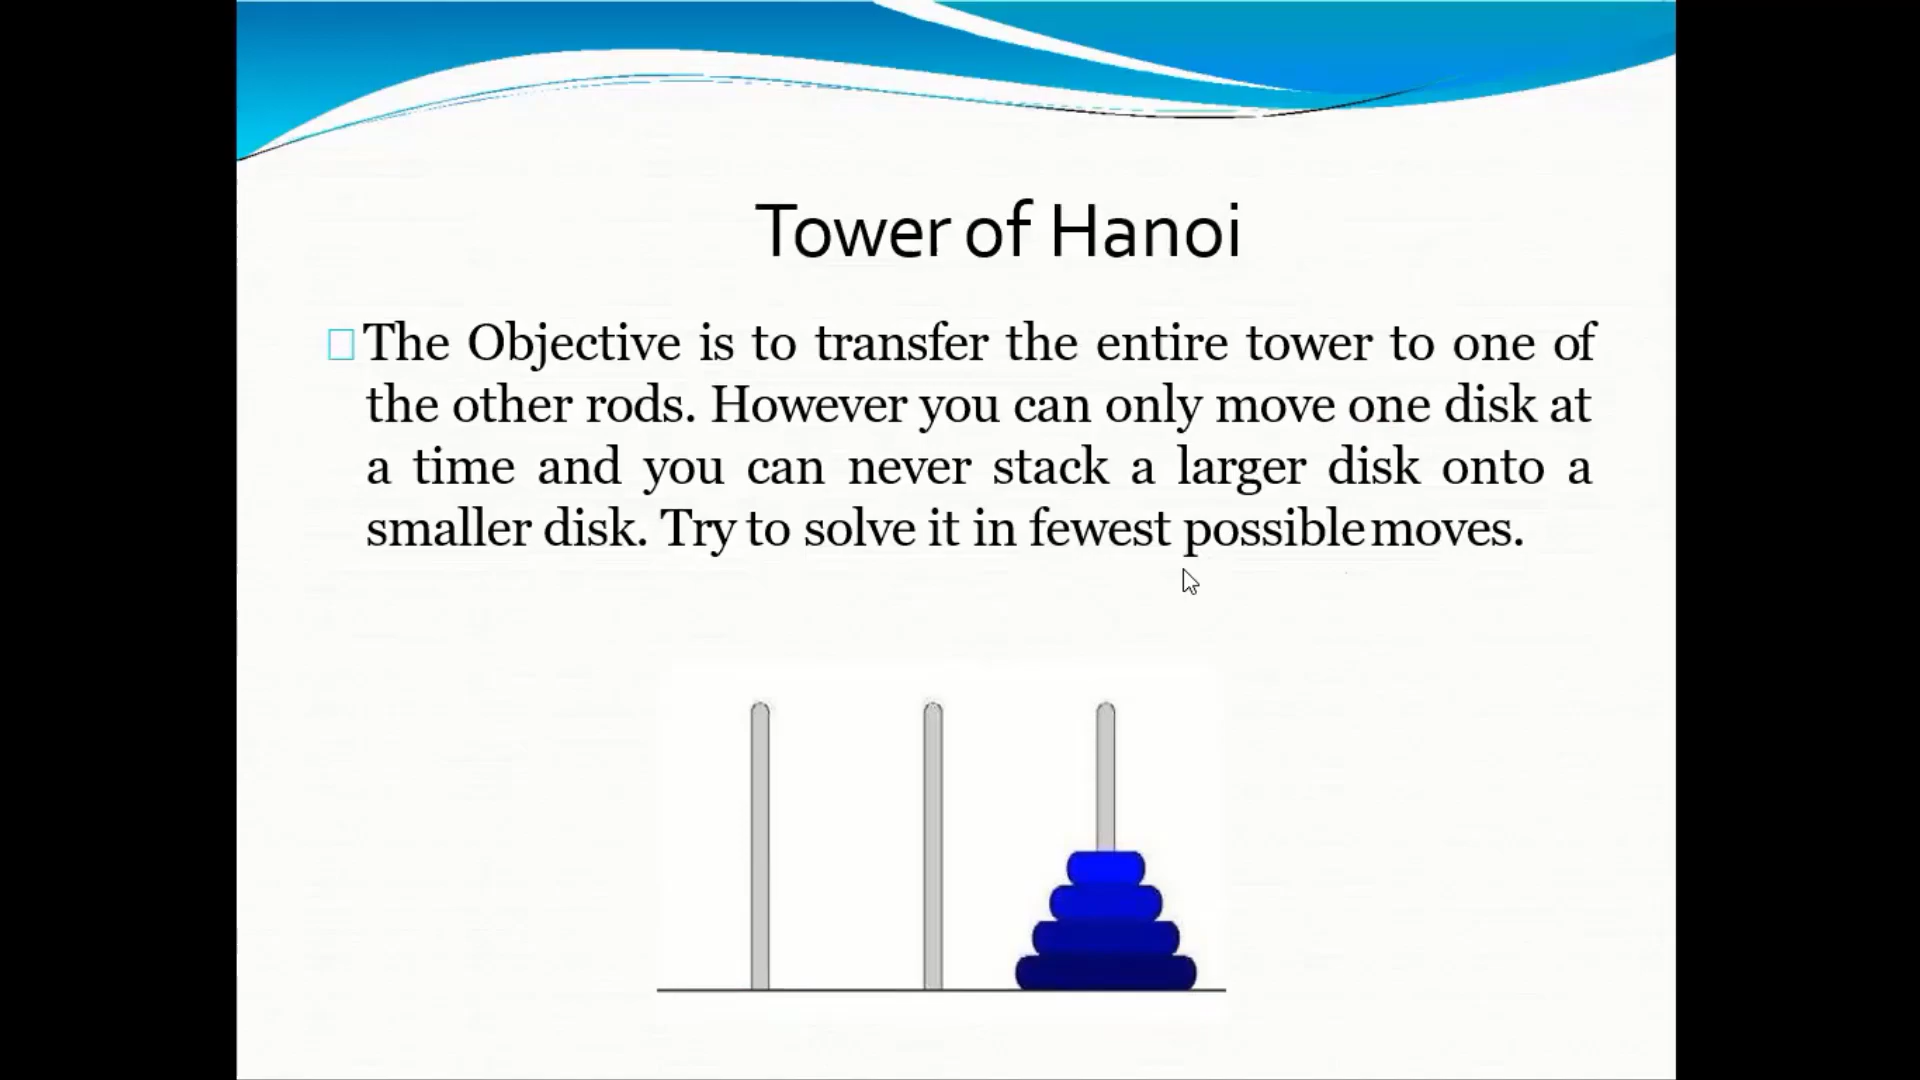 Tower of Hanoi
The Objective is to transfer the entire tower to one of
the other rods. However you can only move one disk at
a time and you can never stack a larger disk onto a
smaller disk. Try to solve it in fewest possible moves.